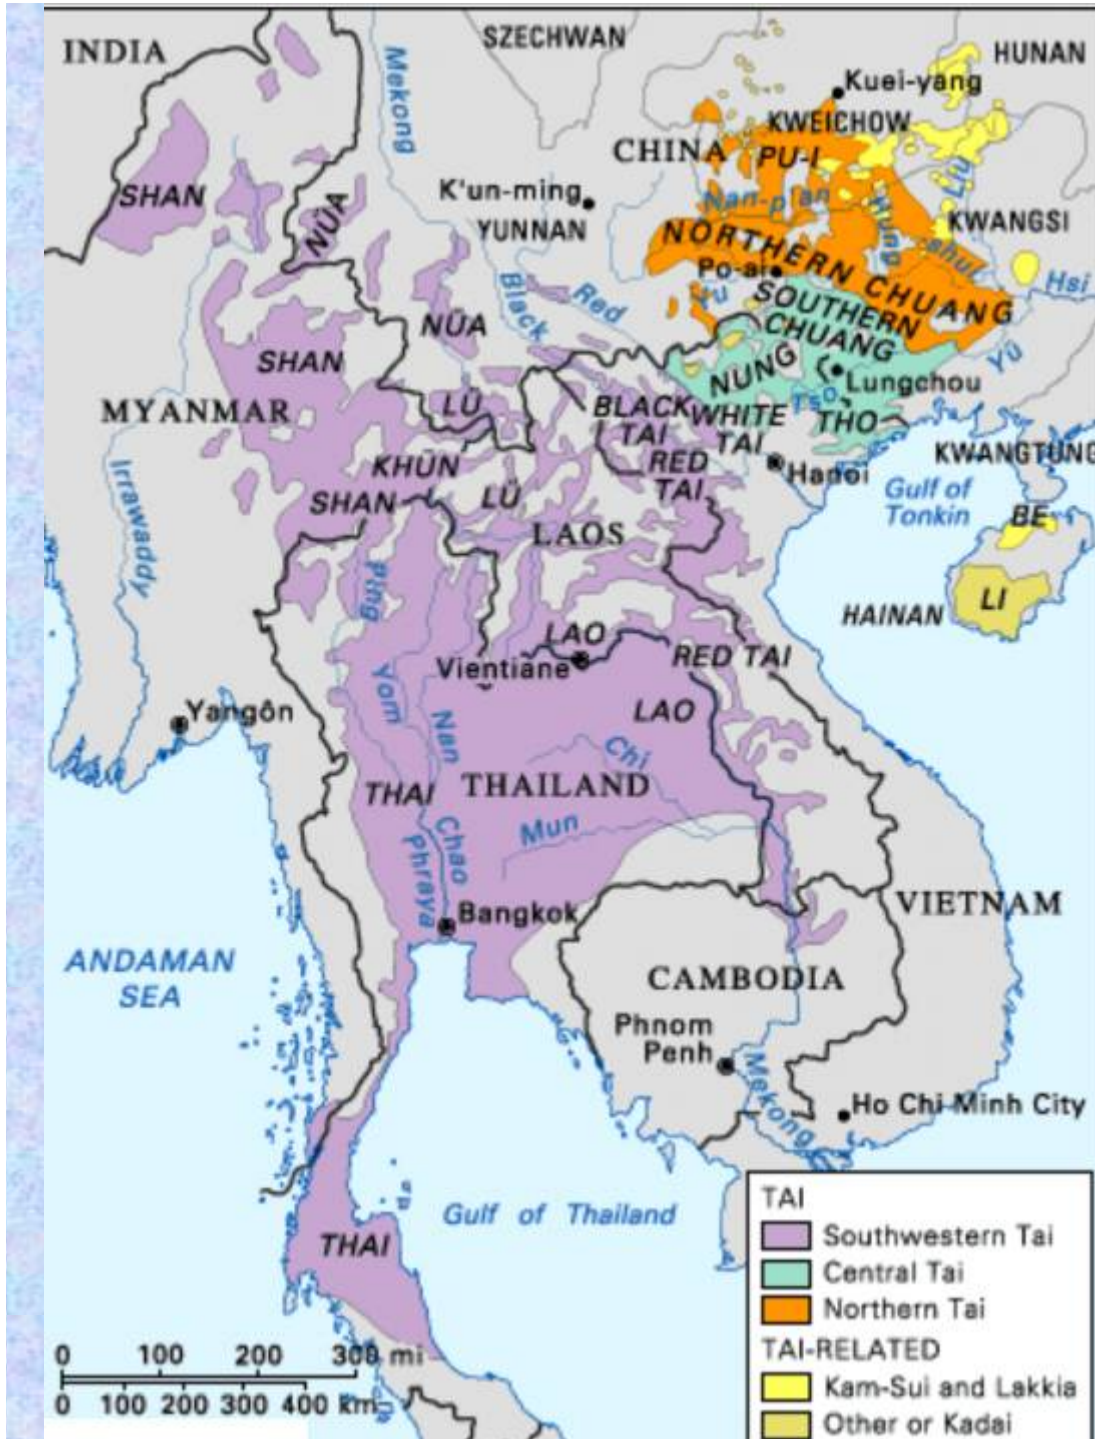 INDIA
SZECHWAN
HUNAN
Mekong
Kuei-yang
KWEICHOW
CHINA
PU-I
SHAN
K'un-ming
Nan-p'an
Liu
NÜA
YUNNAN
Hung
shui
KWANGSI
NORTHERN CHUANG
Po-ai
Hsi
Black
Red
Yu
SOUTHERN
CHUANG
NÜA
SHAN
NUNG
Yü
Lungchou
MYANMAR
LÜ
BLACK
TAI
WHITE
TAI
Tso
THO
KHÜN
RED
TAI
Hanoi
KWANGTUNG
Irrawaddy
SHAN
LÜ
Gulf of
Tonkin
BE
LAOS
Ping
LI
HAINAN
LAO
Vientiane
RED TAI
Yom
LAO
Yangôn
Nan
Chi
THAI
THAILAND
Mun
Chao
Phraya
VIETNAM
Bangkok
ANDAMAN
SEA
CAMBODIA
Phnom
Penh
Mekong
Ho Chi Minh City
Gulf of Thailand
THAI
TAI
Southwestern Tai
Central Tai
Northern Tai
TAI-RELATED
Kam-Sui and Lakkia
Other or Kadai
0 100 200 300 mi
0 100 200 300 400 km